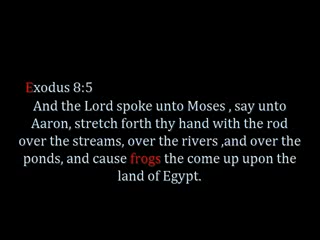 Exodus 8:5
And the Lord spoke unto Moses , say unto
Aaron, stretch forth thy hand with the rod
over the streams, over the rivers ,and over the
ponds, and cause frogs the come up upon the
land of Egypt.